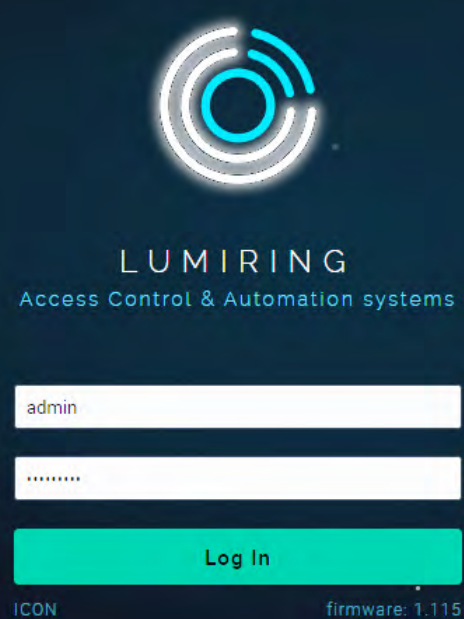 LUMIRING
Access Control & Automation systems
admin
•••••••••
Log In
ICON firmware: 1.115